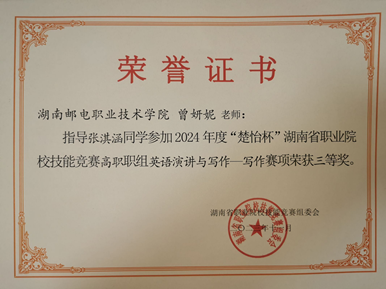 荣誉证书
湖南邮电职业技术学院 曾妍妮 老师：
指导张淇涵同学参加2024年度“楚怡杯”湖南省职业院
校技能竞赛高职职组英语演讲与写作—写作赛项荣获三等奖。
湖南省职业院校技能竞赛组委会